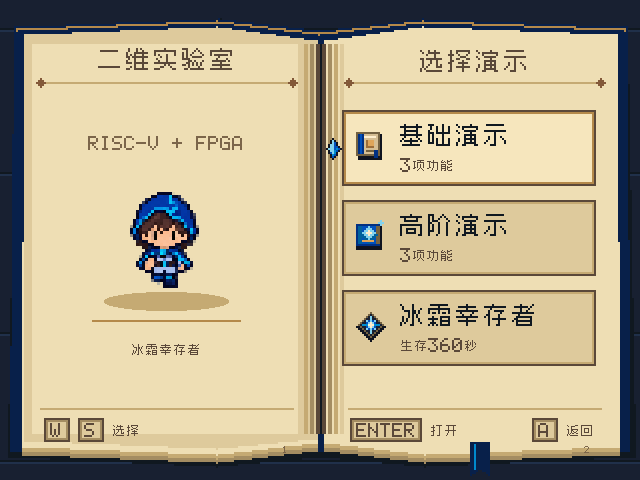 二维实验室
RISC-V + FPGA
冰霜幸存者
W S 选择
1
选择演示
基础演示
3项功能
高阶演示
3项功能
冰霜幸存者
生存360秒
ENTER 打开 A 返回
2